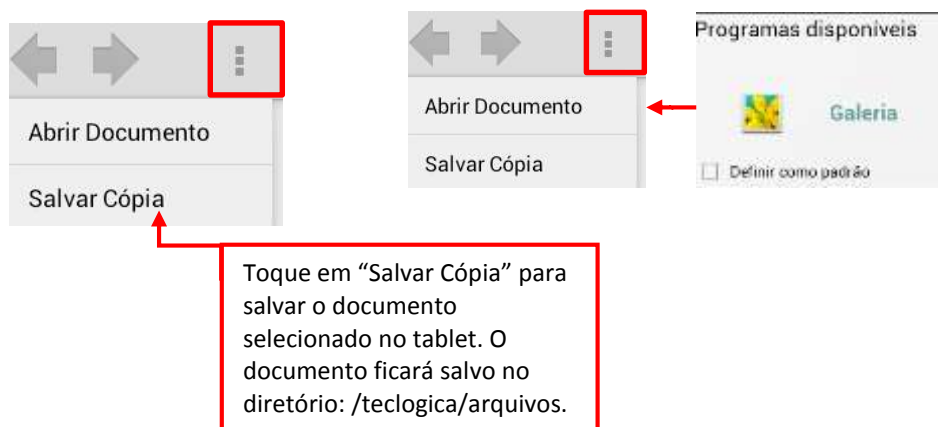 Abrir Documento
Salvar Cópia
Abrir Documento
Salvar Cópia
Programas disponíveis
Galeria
Definir como padrão
Toque em “Salvar Cópia” para
salvar o documento
selecionado no tablet. O
documento ficará salvo no
diretório: /teclogica/arquivos.